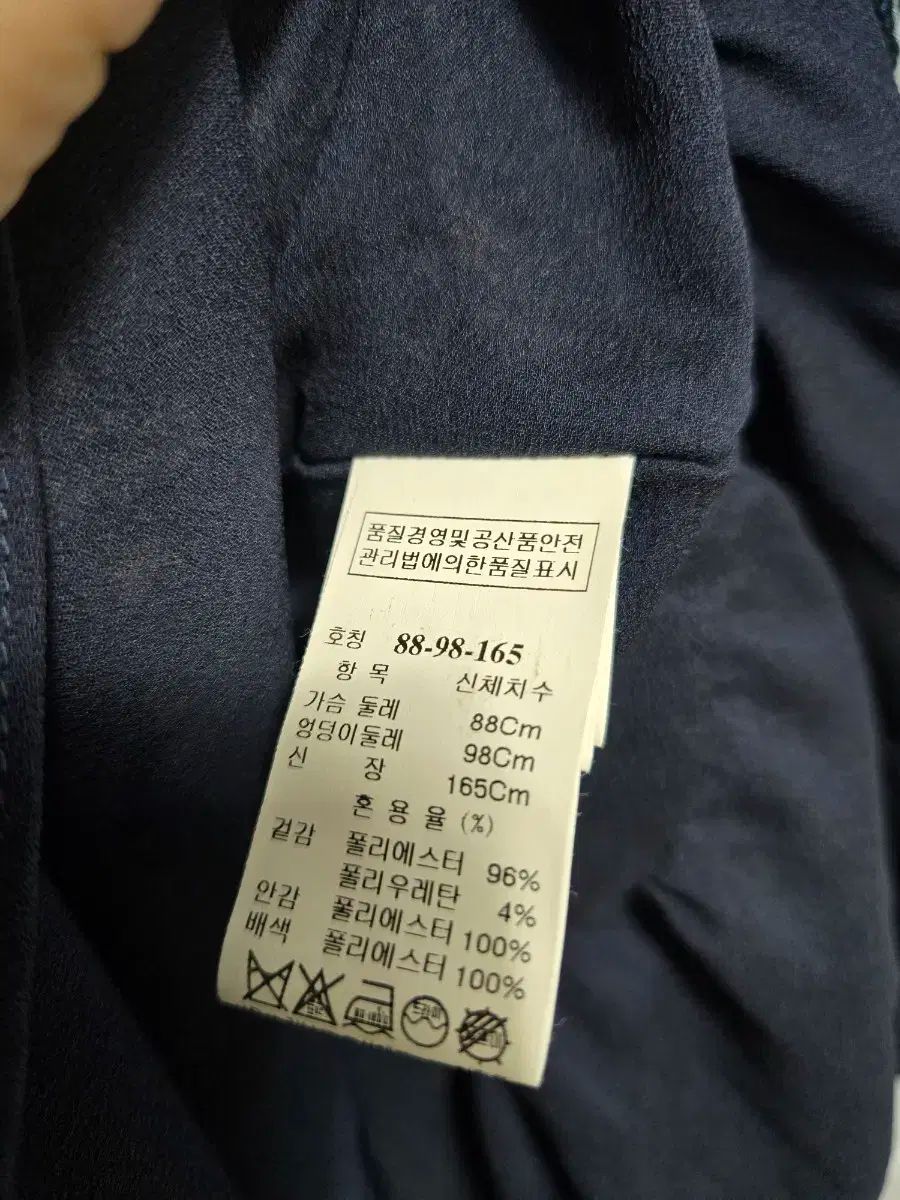 품질경영및공산품안전
관리법에의한품질표시
호칭 88-98-165
항 목 신체치수
가슴 둘레 88Cm
엉덩이둘레 98Cm
신 장 165Cm
혼 용 율 (%)
겉감 폴리에스터 96%
폴리우레탄 4%
안감 폴리에스터 100%
배색 폴리에스터 100%
드라이